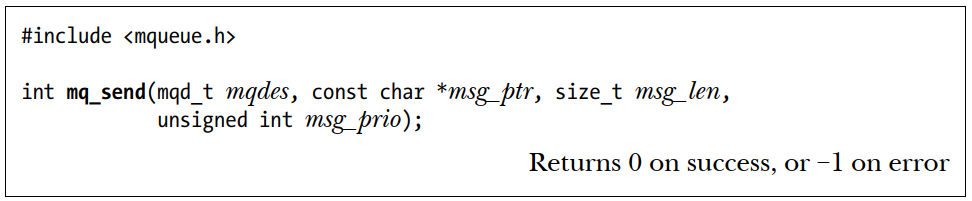 #include <mqueue.h>
int mq_send(mqd_t mqdes, const char *msg_ptr, size_t msg_len,
unsigned int msg_prio);
Returns 0 on success, or –1 on error